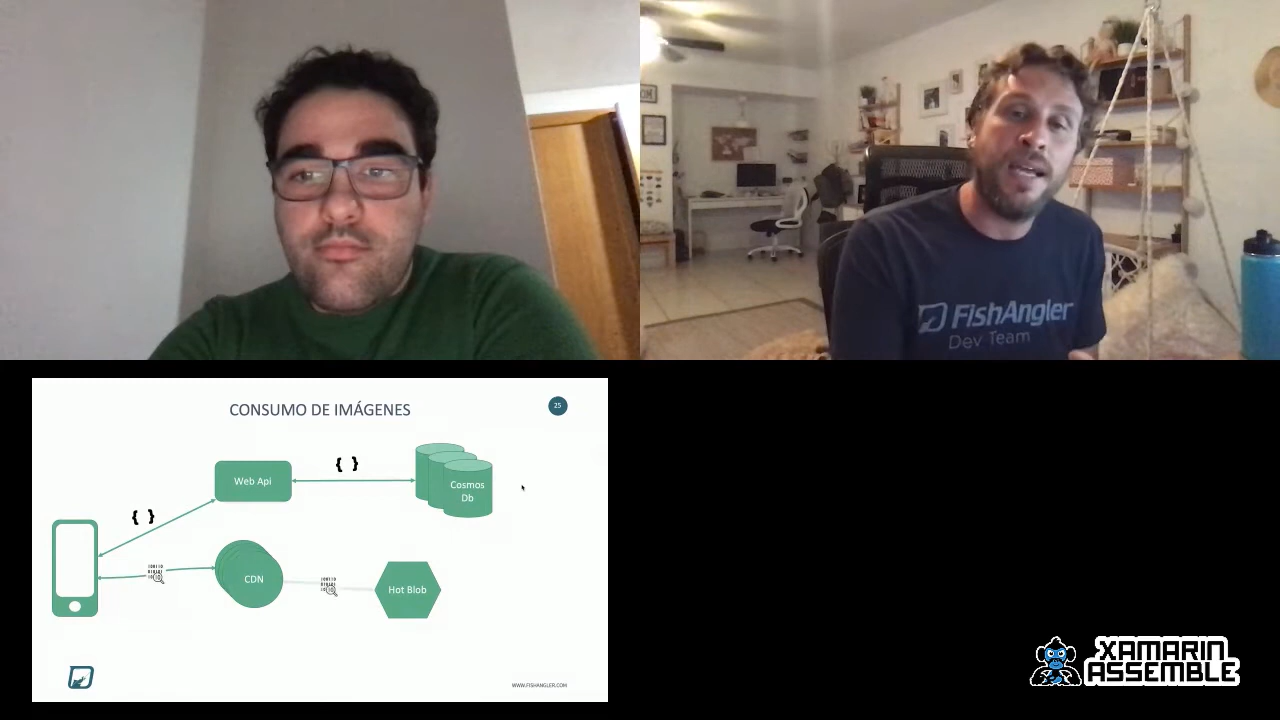 FishAngler
Dev Team
CONSUMO DE IMÁGENES
25
Web Api
{ }
Cosmos
Db
{ }
CDN
Hot Blob
WWW.FISHANGLER.COM
XAMARIN
ASSEMBLE